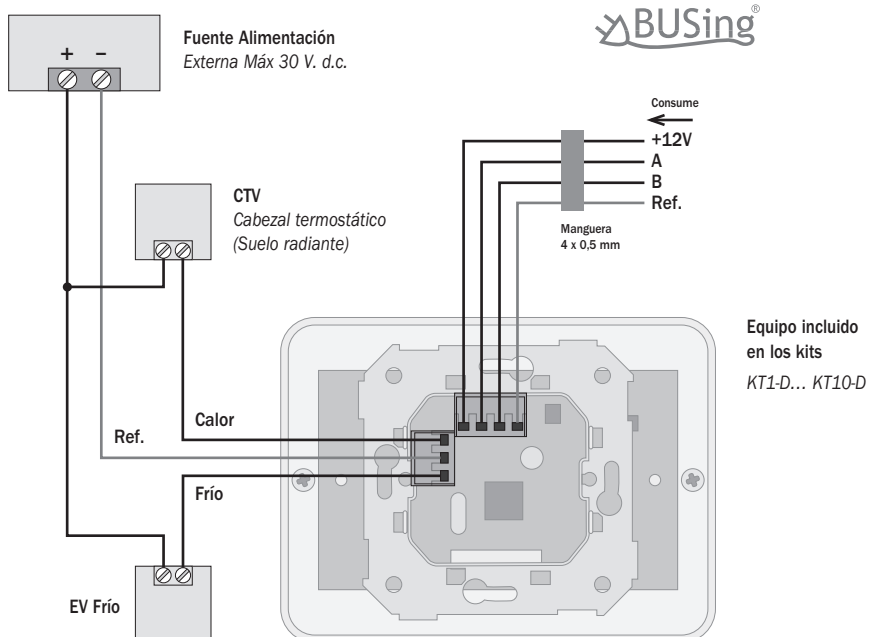 BUSing®
+ –
Fuente Alimentación
Externa Máx 30 V. d.c.
Consume
+12V
A
B
Ref.
Manguera
4 x 0,5 mm
CTV
Cabezal termostático
(Suelo radiante)
Equipo incluido
en los kits
KT1-D... KT10-D
Calor
Ref.
Frío
EV Frío